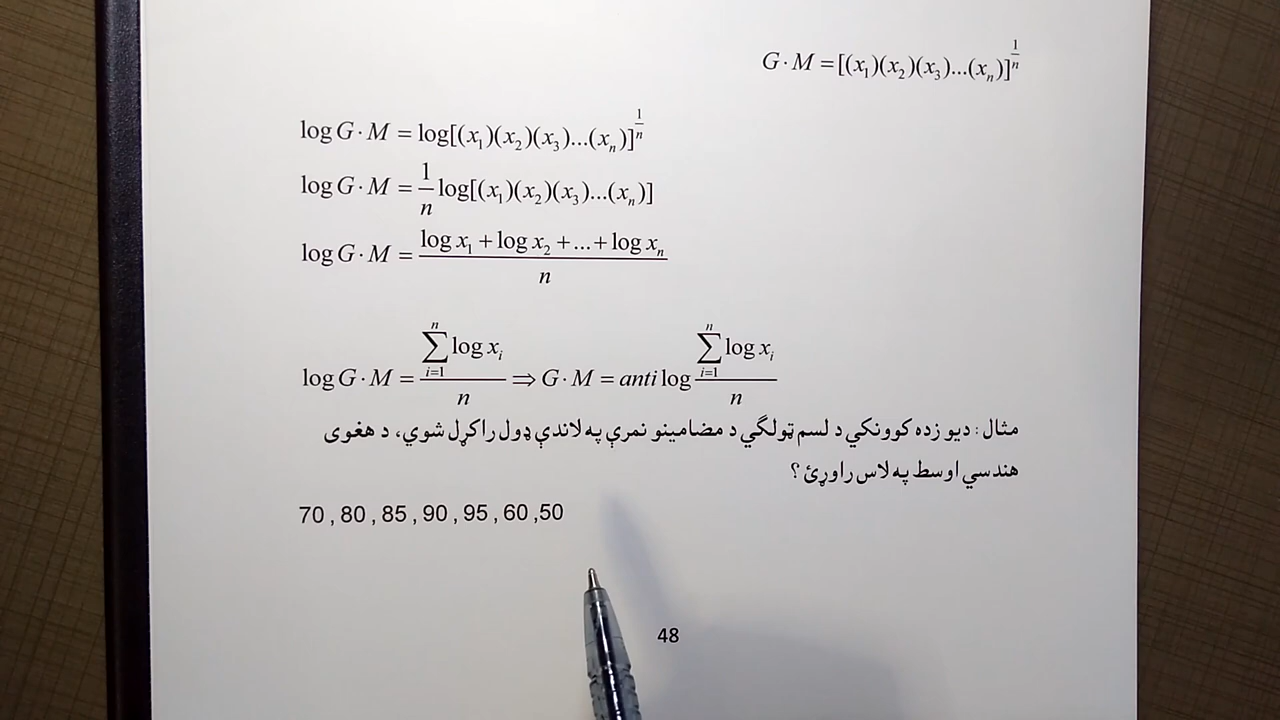 G·M = [(x₁)(x₂)(x₃)...(xₙ)]^(1/n)
log G·M = log[(x₁)(x₂)(x₃)...(xₙ)]^(1/n)
log G·M = 1/n log[(x₁)(x₂)(x₃)...(xₙ)]
log G·M = (log x₁ + log x₂ + ... + log xₙ)/n
log G·M = (∑_{i=1}^{n} log xᵢ)/n ⇒ G·M = anti log (∑_{i=1}^{n} log xᵢ)/n
مثال : دیو زده کوونکي د لسم ټولګي د مضامینو نمرې په لاندې ډول راکړل شوي، د هغوی
هندسي اوسط په لاس راوړئ ؟
70 , 80 , 85 , 90 , 95 , 60 ,50
48